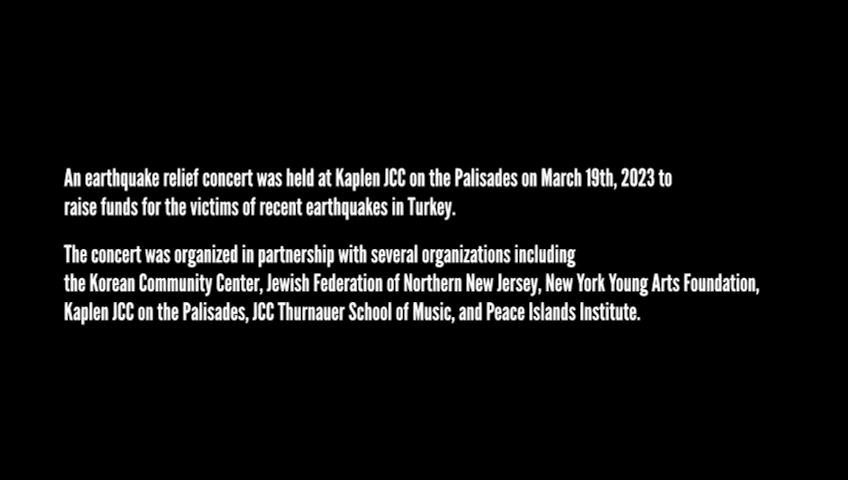 An earthquake relief concert was held at Kaplen JCC on the Palisades on March 19th, 2023 to
raise funds for the victims of recent earthquakes in Turkey.
The concert was organized in partnership with several organizations including
the Korean Community Center, Jewish Federation of Northern New Jersey, New York Young Arts Foundation,
Kaplen JCC on the Palisades, JCC Thurnauer School of Music, and Peace Islands Institute.